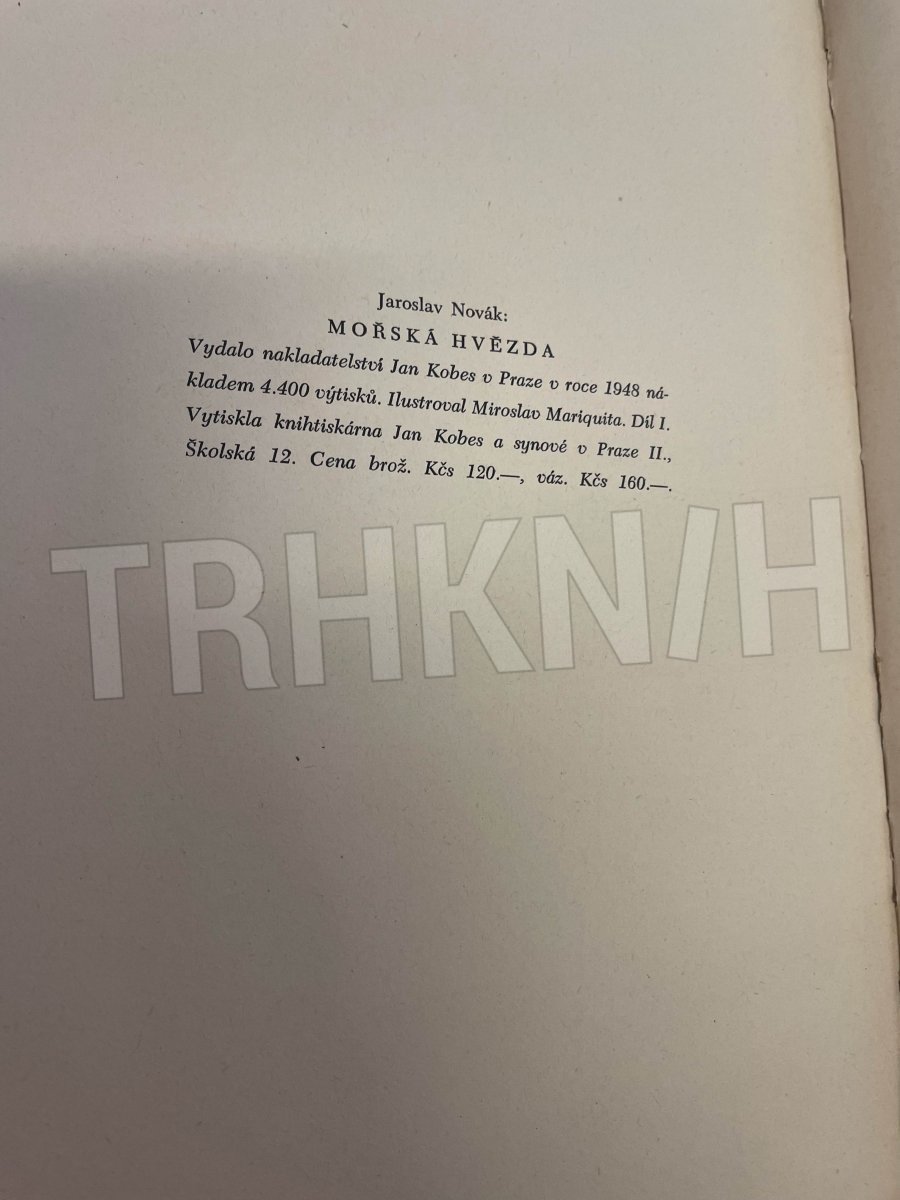 Jaroslav Novák:
MOŘSKÁ HVĚZDA
Vydalo nakladatelství Jan Kobes v Praze v roce 1948 ná-
kladem 4.400 výtisků. Ilustroval Miroslav Mariquita. Díl I.
Vytiskla knihtiskárna Jan Kobes a synové v Praze II.,
Školská 12. Cena brož. Kčs 120.—, váz. Kčs 160.—.
TRHKNIH